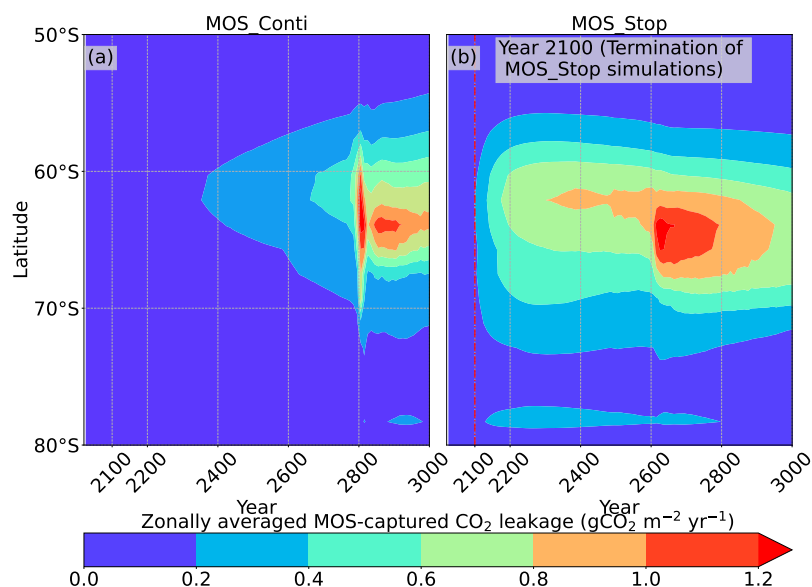 MOS_Conti
MOS_Stop
50°S
60°S
70°S
80°S
Latitude
(a)
(b)
Year 2100 (Termination of
MOS_Stop simulations)
2100
2200
2400
2600
2800
3000
Year
2100
2200
2400
2600
2800
3000
Year
Zonally averaged MOS-captured CO₂ leakage (gCO₂ m⁻² yr⁻¹)
0.0
0.2
0.4
0.6
0.8
1.0
1.2